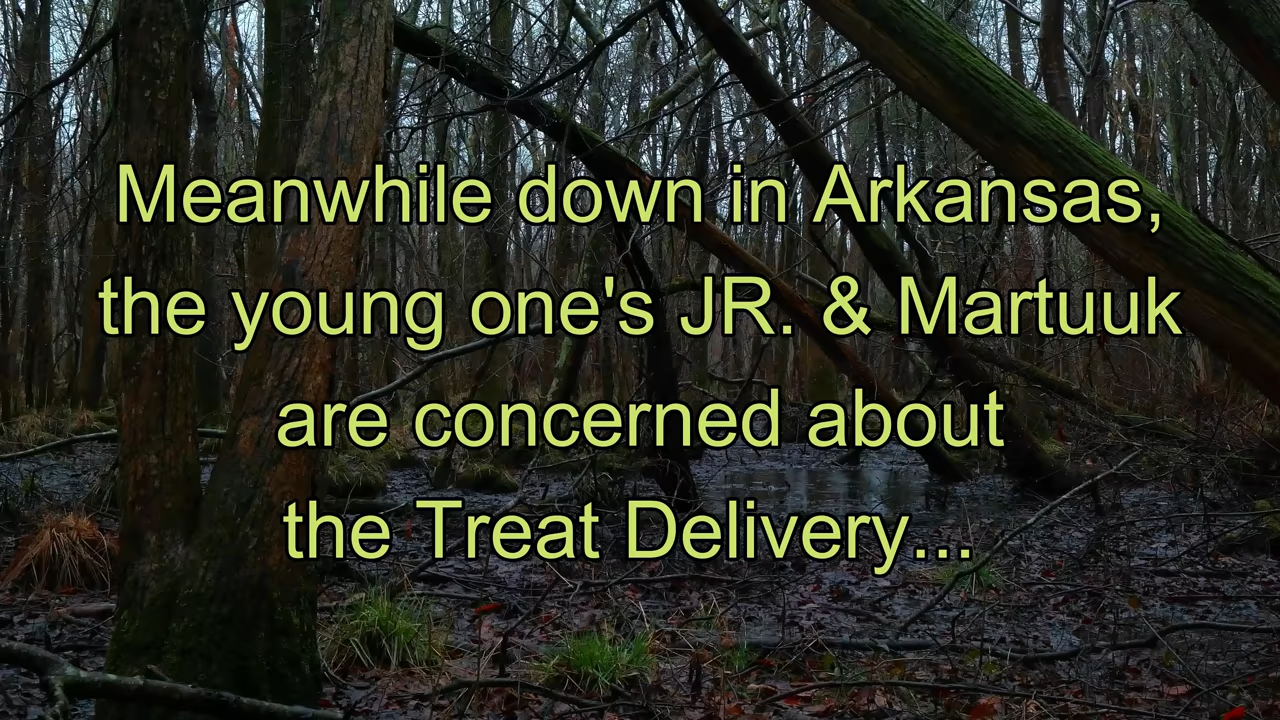 Meanwhile down in Arkansas,
the young one's JR. & Martuuk
are concerned about
the Treat Delivery...